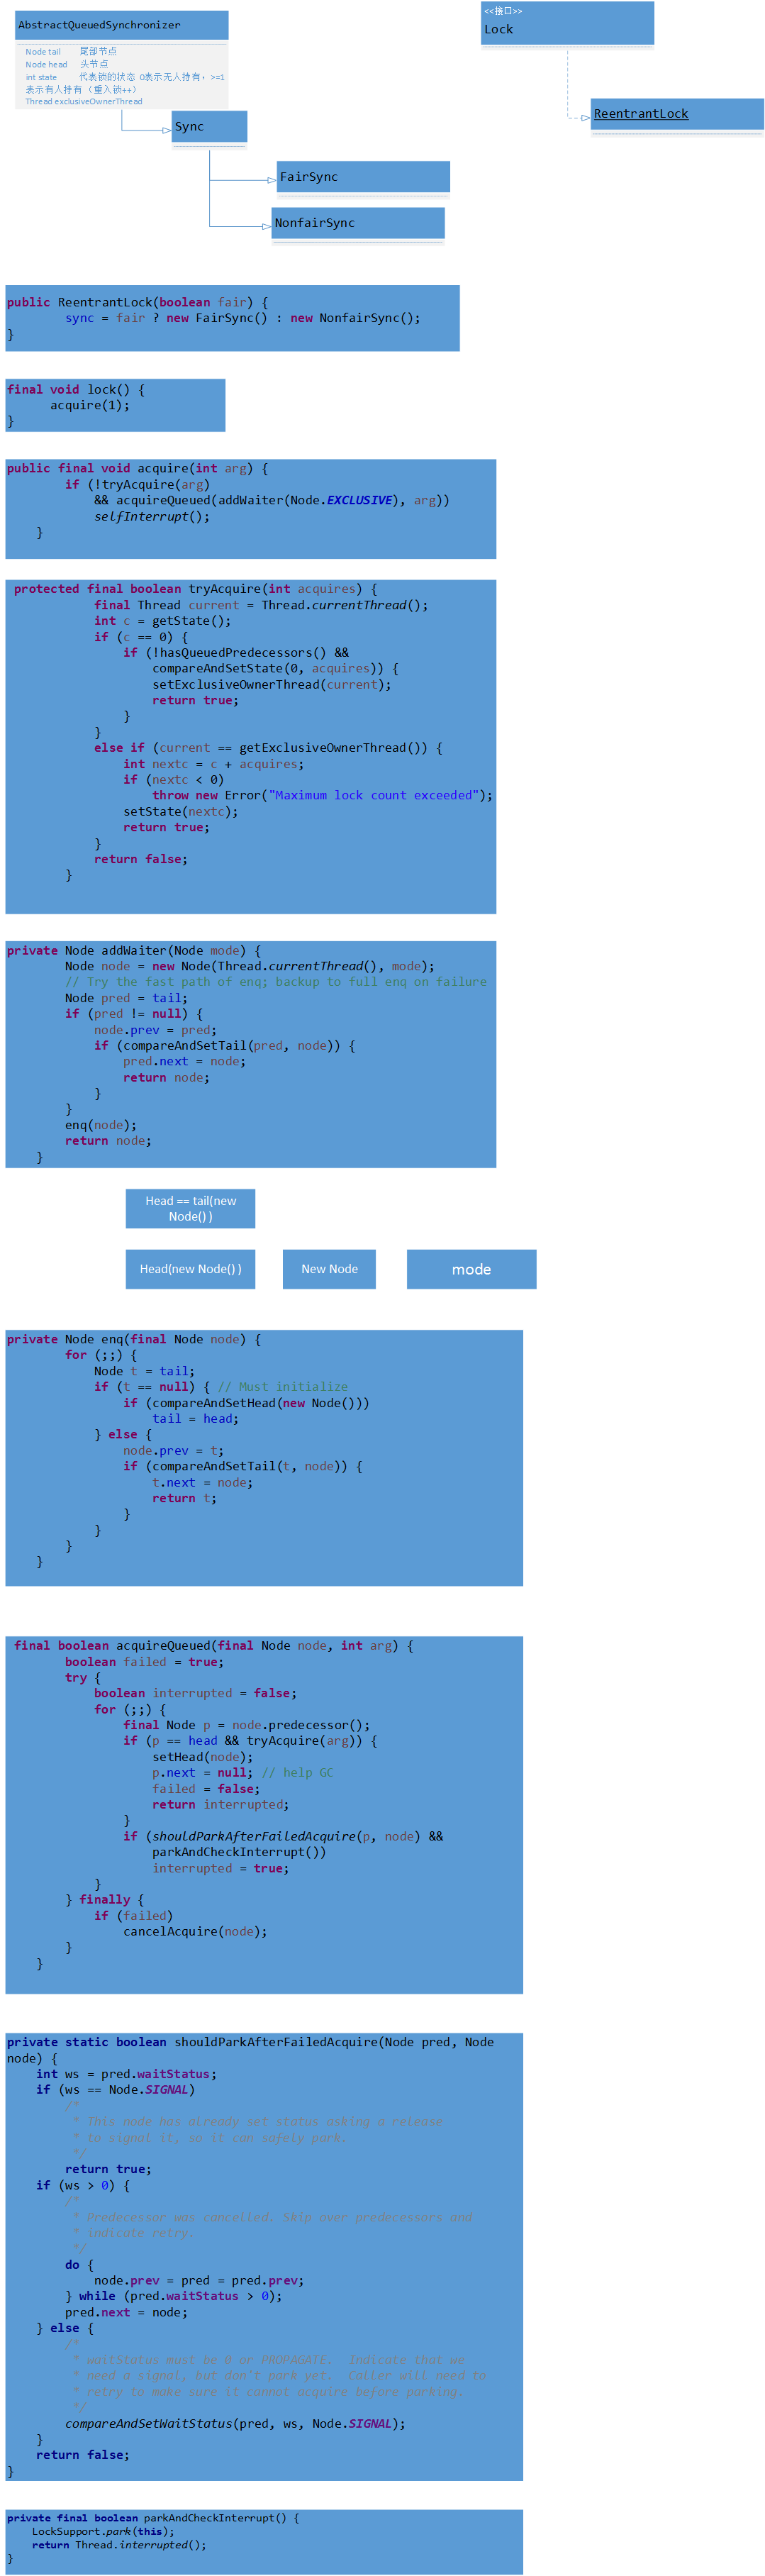 AbstractQueuedSynchronizer
Node tail 尾部节点
Node head 头节点
int state 代表锁的状态 0表示无人持有，>=1
表示有人持有（重入锁++）
Thread exclusiveOwnerThread
<<接口>>
Lock
ReentrantLock
Sync
FairSync
NonfairSync
public ReentrantLock(boolean fair) {
sync = fair ? new FairSync() : new NonfairSync();
}
final void lock() {
acquire(1);
}
public final void acquire(int arg) {
if (!tryAcquire(arg)
&& acquireQueued(addWaiter(Node.EXCLUSIVE), arg))
selfInterrupt();
}
protected final boolean tryAcquire(int acquires) {
final Thread current = Thread.currentThread();
int c = getState();
if (c == 0) {
if (!hasQueuedPredecessors() &&
compareAndSetState(0, acquires)) {
setExclusiveOwnerThread(current);
return true;
}
}
else if (current == getExclusiveOwnerThread()) {
int nextc = c + acquires;
if (nextc < 0)
throw new Error("Maximum lock count exceeded");
setState(nextc);
return true;
}
return false;
}
private Node addWaiter(Node mode) {
Node node = new Node(Thread.currentThread(), mode);
// Try the fast path of enq; backup to full enq on failure
Node pred = tail;
if (pred != null) {
node.prev = pred;
if (compareAndSetTail(pred, node)) {
pred.next = node;
return node;
}
}
enq(node);
return node;
}
Head == tail(new
Node() )
Head(new Node() )
New Node
mode
private Node enq(final Node node) {
for (;;) {
Node t = tail;
if (t == null) { // Must initialize
if (compareAndSetHead(new Node()))
tail = head;
} else {
node.prev = t;
if (compareAndSetTail(t, node)) {
t.next = node;
return t;
}
}
}
}
final boolean acquireQueued(final Node node, int arg) {
boolean failed = true;
try {
boolean interrupted = false;
for (;;) {
final Node p = node.predecessor();
if (p == head && tryAcquire(arg)) {
setHead(node);
p.next = null; // help GC
failed = false;
return interrupted;
}
if (shouldParkAfterFailedAcquire(p, node) &&
parkAndCheckInterrupt())
interrupted = true;
}
} finally {
if (failed)
cancelAcquire(node);
}
}
private static boolean shouldParkAfterFailedAcquire(Node pred, Node
node) {
int ws = pred.waitStatus;
if (ws == Node.SIGNAL)
/*
* This node has already set status asking a release
* to signal it, so it can safely park.
*/
return true;
if (ws > 0) {
/*
* Predecessor was cancelled. Skip over predecessors and
* indicate retry.
*/
do {
node.prev = pred = pred.prev;
} while (pred.waitStatus > 0);
pred.next = node;
} else {
/*
* waitStatus must be 0 or PROPAGATE.  Indicate that we
* need a signal, but don't park yet.  Caller will need to
* retry to make sure it cannot acquire before parking.
*/
compareAndSetWaitStatus(pred, ws, Node.SIGNAL);
}
return false;
}
private final boolean parkAndCheckInterrupt() {
LockSupport.park(this);
return Thread.interrupted();
}